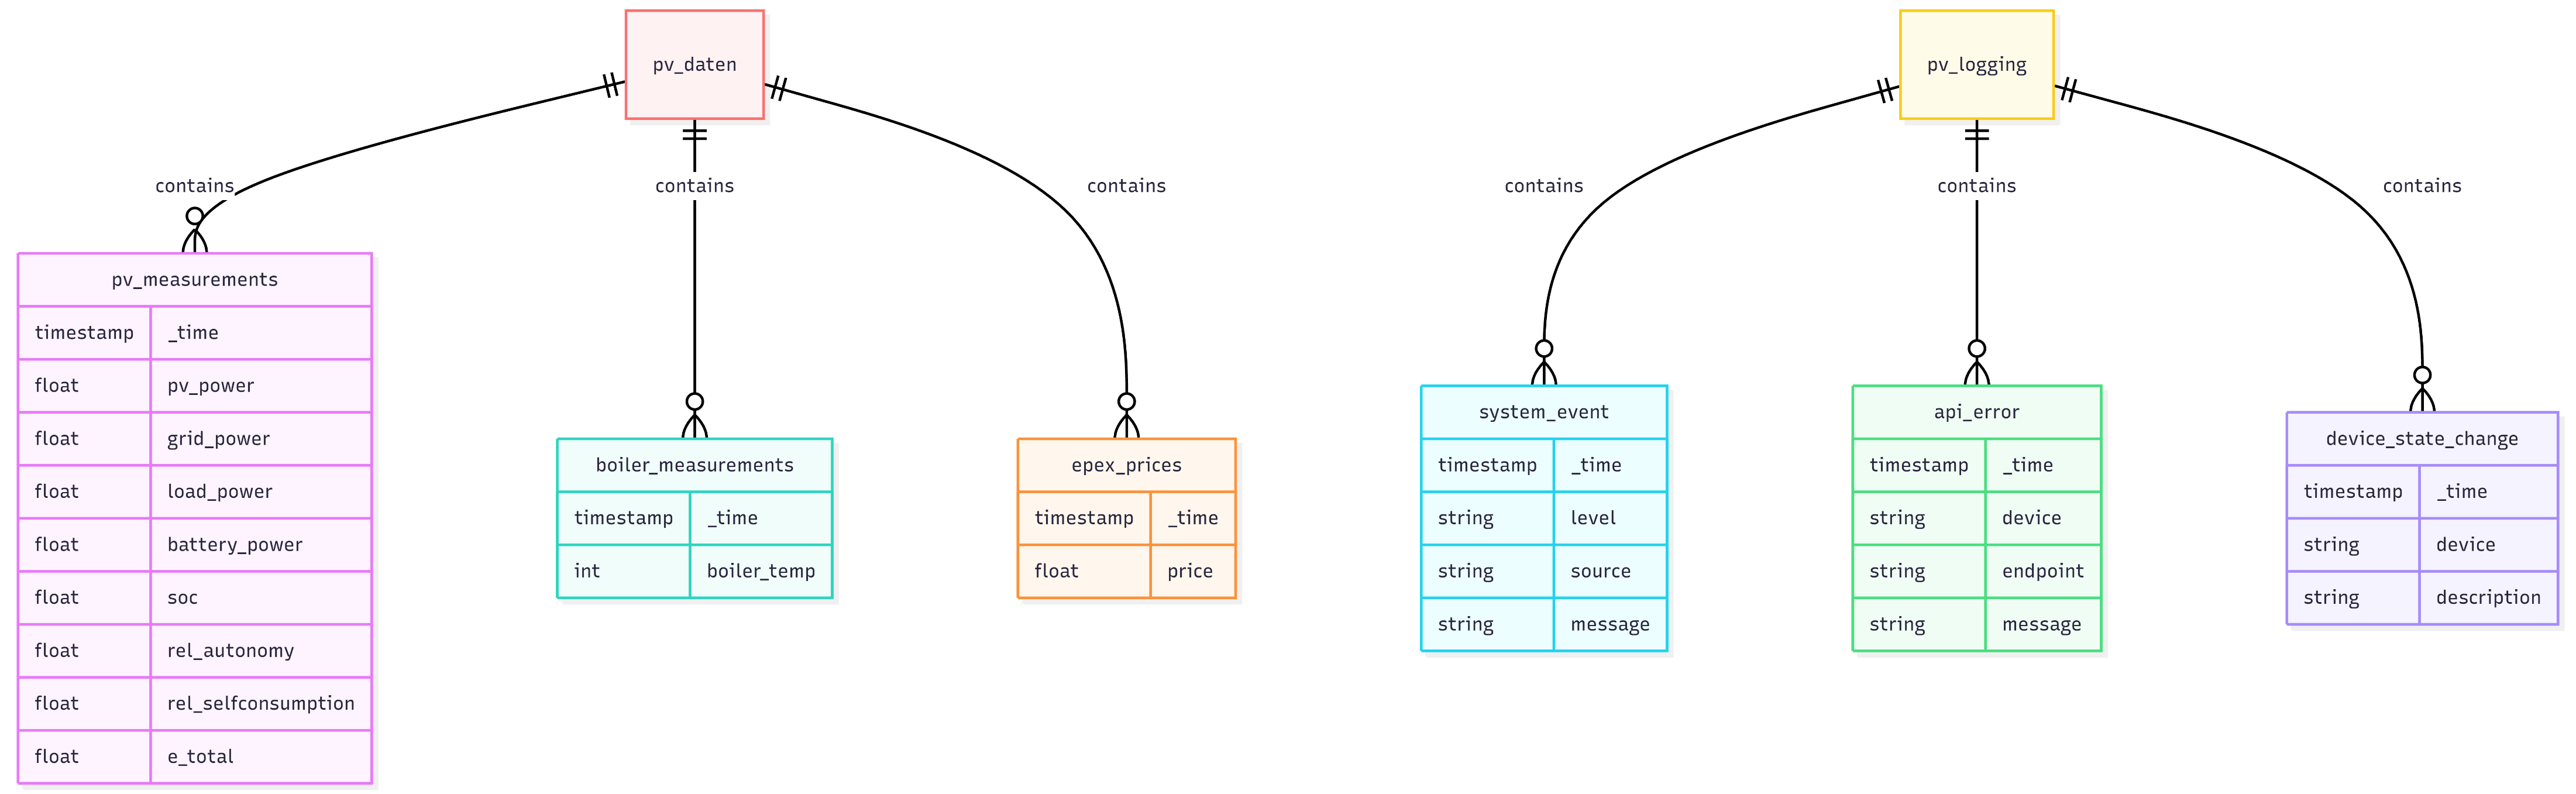 pv_daten
pv_logging
contains
contains
contains
contains
contains
contains
pv_measurements
timestamp _time
float pv_power
float grid_power
float load_power
float battery_power
float soc
float rel_autonomy
float rel_selfconsumption
float e_total
boiler_measurements
timestamp _time
int boiler_temp
epex_prices
timestamp _time
float price
system_event
timestamp _time
string level
string source
string message
api_error
timestamp _time
string device
string endpoint
string message
device_state_change
timestamp _time
string device
string description